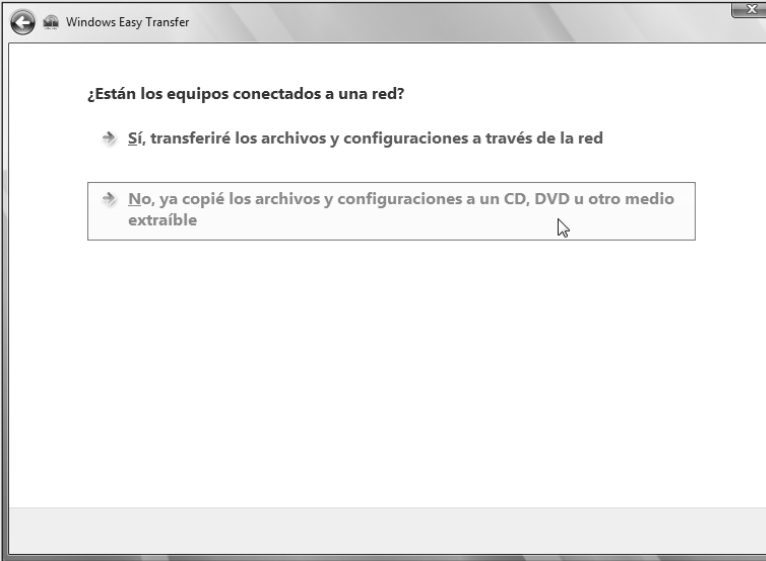 Windows Easy Transfer
¿Están los equipos conectados a una red?
Sí, transferiré los archivos y configuraciones a través de la red
No, ya copié los archivos y configuraciones a un CD, DVD u otro medio
extraíble